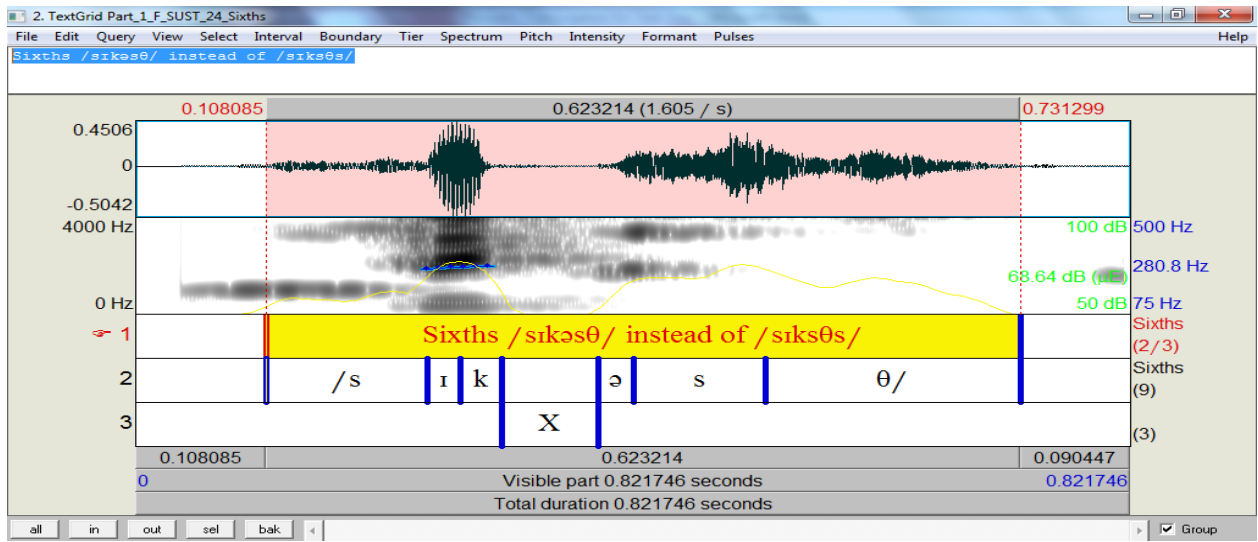 2. TextGrid Part_1_F_SUST_24_Sixths
File Edit Query View Select Interval Boundary Tier Spectrum Pitch Intensity Formant Pulses Help
Sixths /sɪkəsθ/ instead of /sɪksθs/
0.108085 0.623214 (1.605 / s) 0.731299
0.4506
0
-0.5042
4000 Hz 100 dB 500 Hz
68.64 dB (µE) 280.8 Hz
0 Hz 50 dB 75 Hz
1 Sixths /sɪkəsθ/ instead of /sɪksθs/ Sixths
(2/3)
2 /s ɪ k ə s θ/ Sixths
(9)
3 X (3)
0.108085 0.623214 0.090447
0 Visible part 0.821746 seconds 0.821746
Total duration 0.821746 seconds
all in out sel bak Group